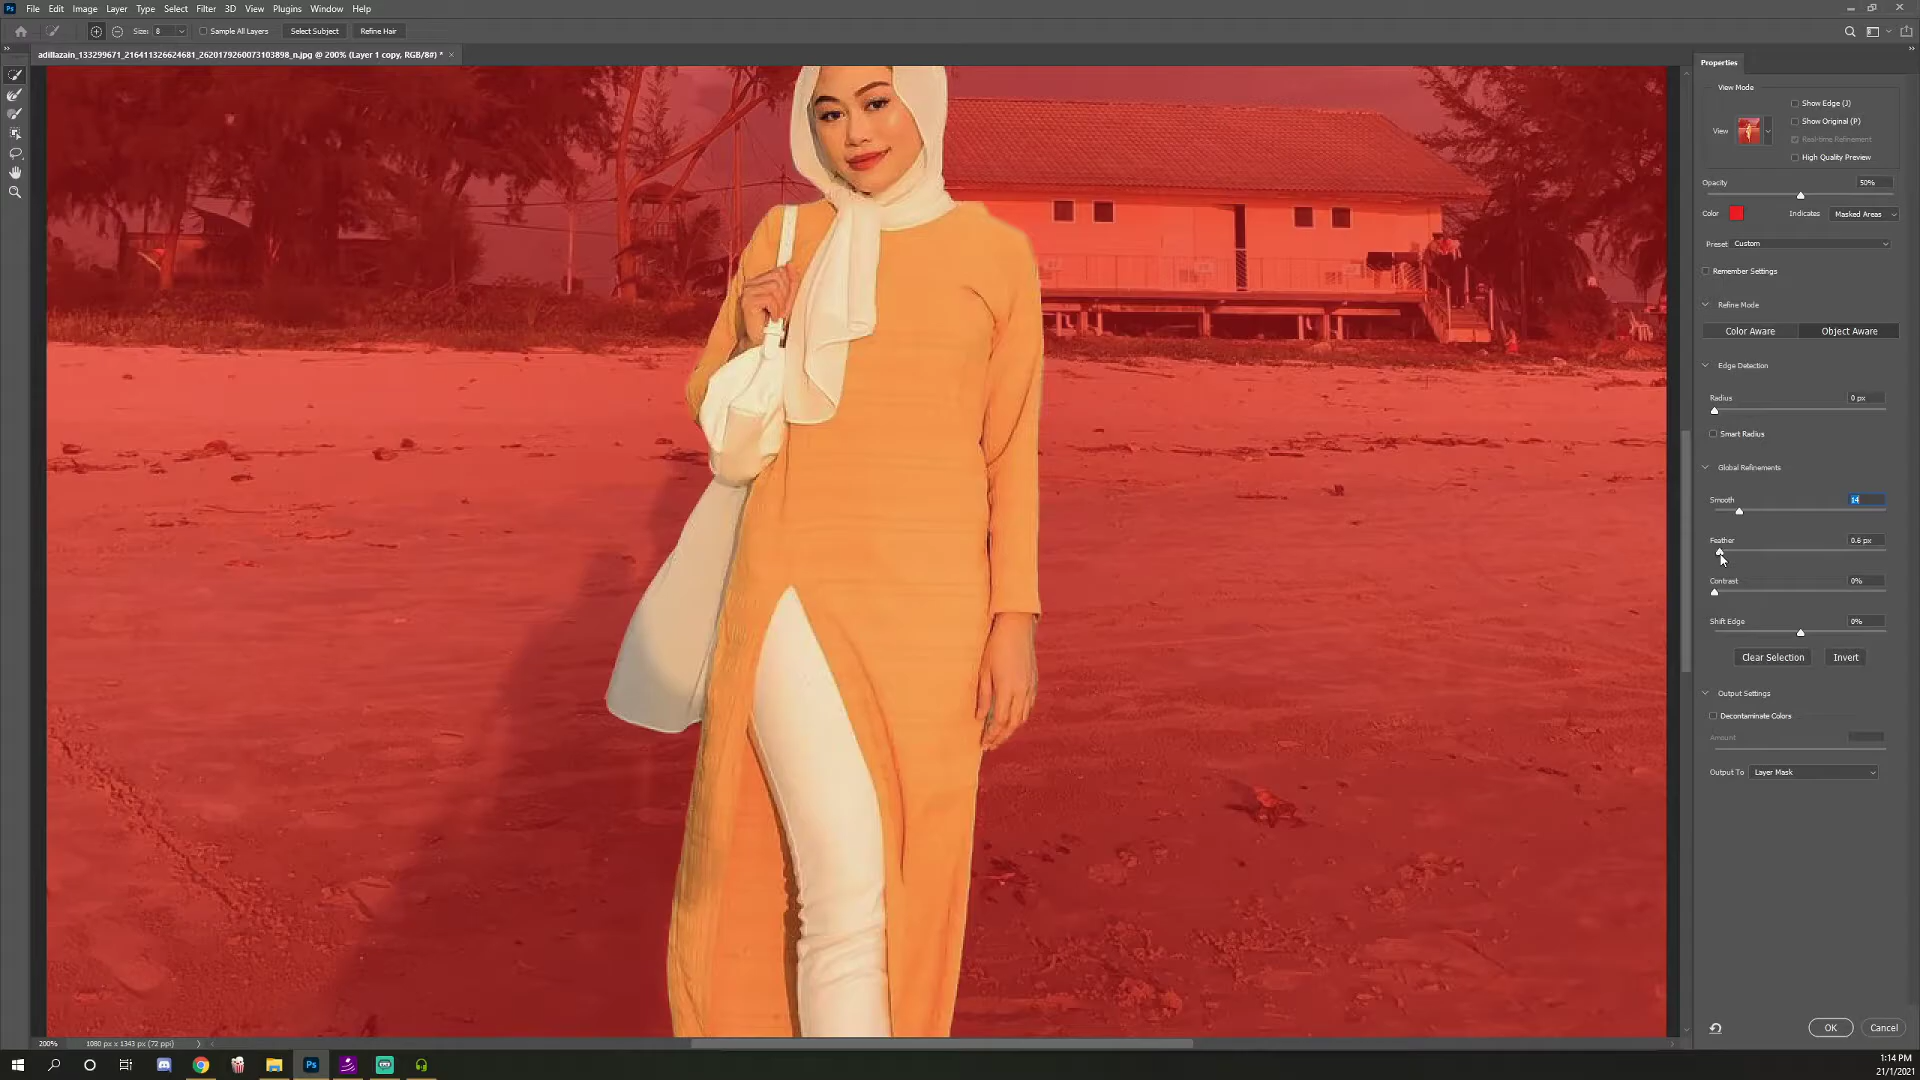 File Edit Image Layer Type Select Filter 3D View Plugins Window Help
Size: 8 Sample All Layers Select Subject Refine Hair
adillazain_133299671_216411326624681_2620179260073103898_n.jpg @ 200% (Layer 1 copy, RGB/8#) *
Properties
View Mode
Show Edge (J)
Show Original (P)
View
Real-time Refinement
High Quality Preview
Opacity 50%
Color Indicates Masked Areas
Preset Custom
Remember Settings
Refine Mode
Color Aware Object Aware
Edge Detection
Radius 0 px
Smart Radius
Global Refinements
Smooth 14
Feather 0.6 px
Contrast 0%
Shift Edge 0%
Clear Selection Invert
Output Settings
Decontaminate Colors
Amount
Output To Layer Mask
OK Cancel
200% 1080 px x 1343 px (72 ppi)
Ps
1:14 PM
21/1/2021